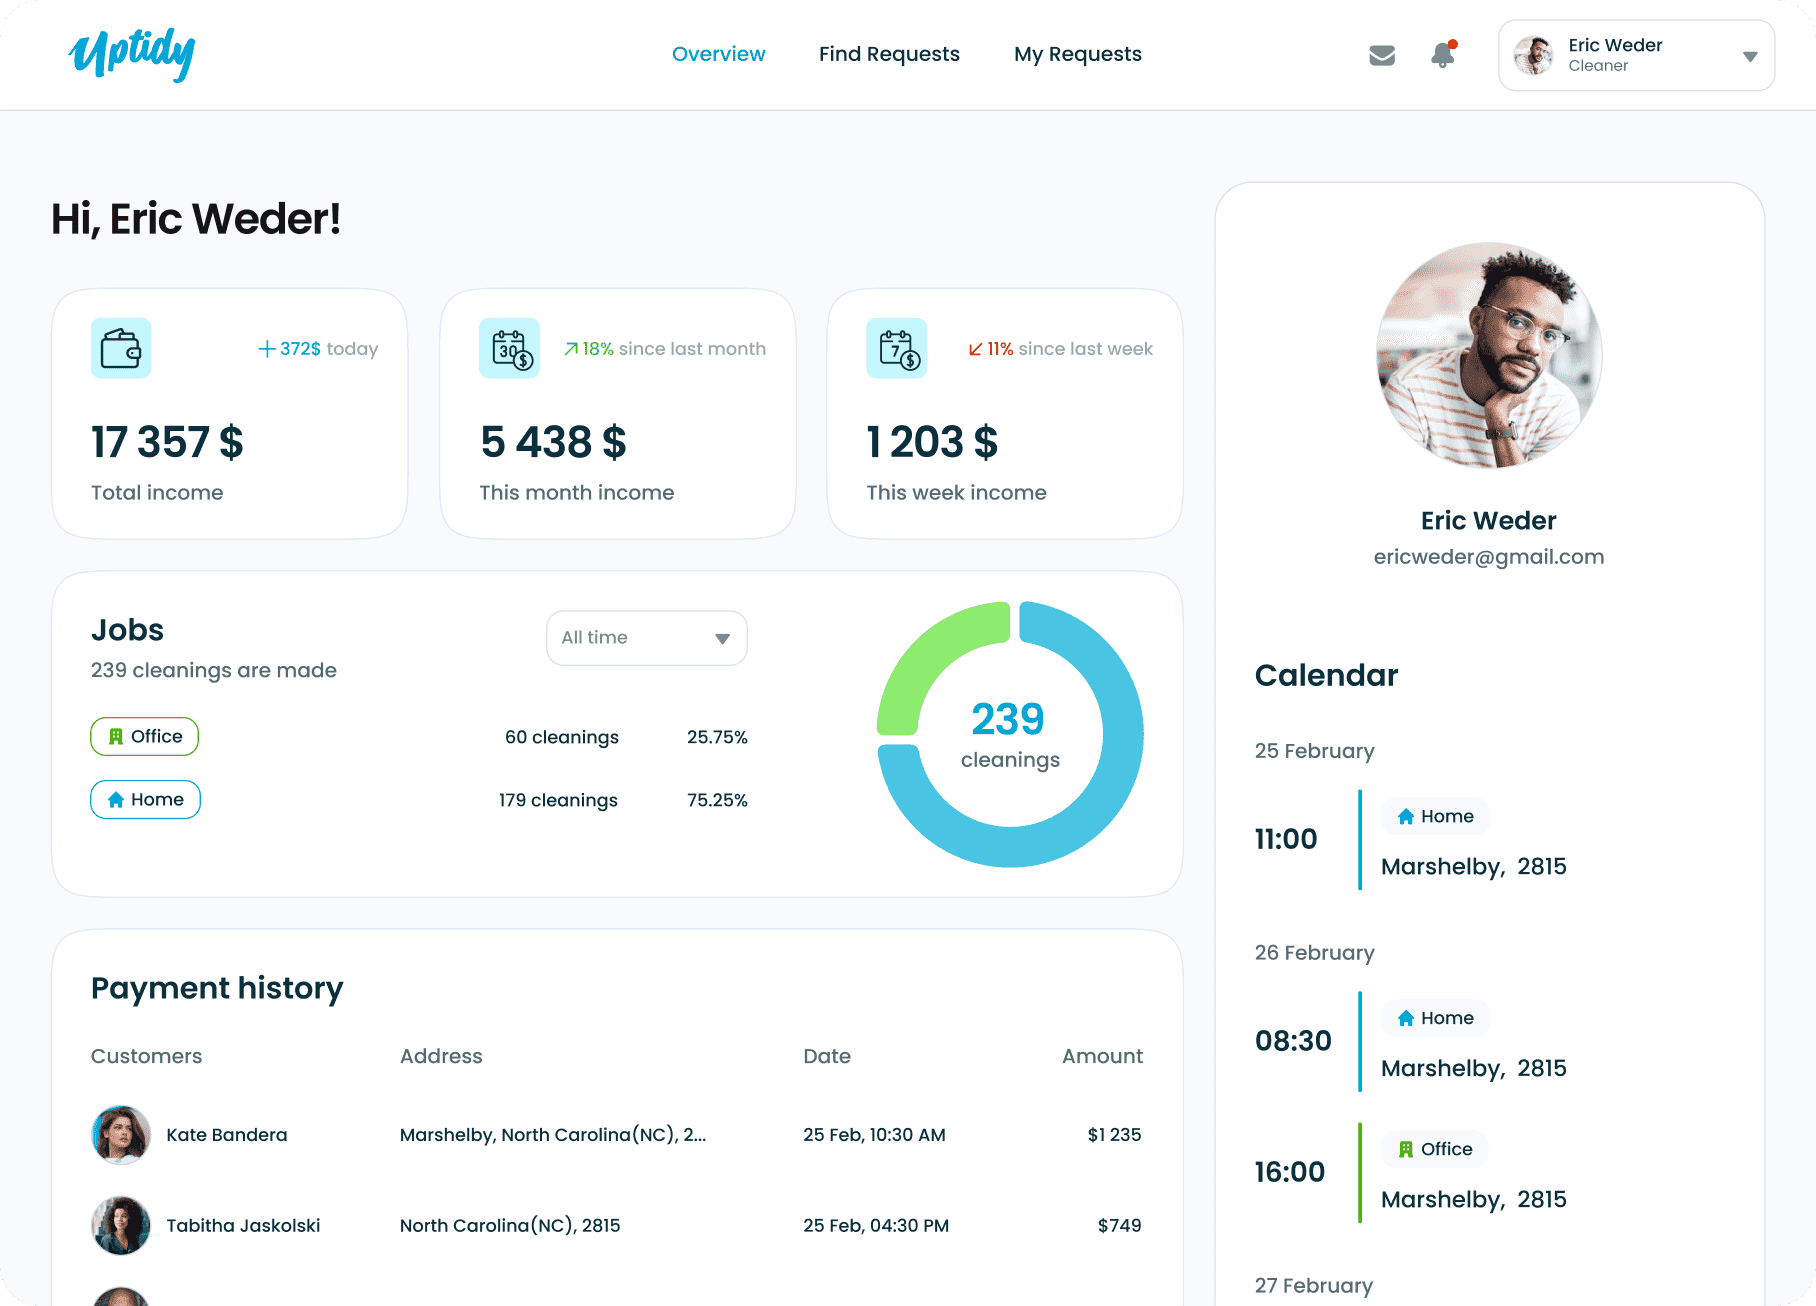 Uptidy
Overview
Find Requests
My Requests
Eric Weder
Cleaner
Hi, Eric Weder!
+372$ today
17 357 $
Total income
30 $
18% since last month
5 438 $
This month income
7 $
11% since last week
1 203 $
This week income
Jobs
239 cleanings are made
All time
Office 60 cleanings 25.75%
Home 179 cleanings 75.25%
239
cleanings
Payment history
Customers Address Date Amount
Kate Bandera Marshelby, North Carolina(NC), 2... 25 Feb, 10:30 AM $1 235
Tabitha Jaskolski North Carolina(NC), 2815 25 Feb, 04:30 PM $749
Eric Weder
ericweder@gmail.com
Calendar
25 February
11:00
Home
Marshelby, 2815
26 February
08:30
Home
Marshelby, 2815
16:00
Office
Marshelby, 2815
27 February